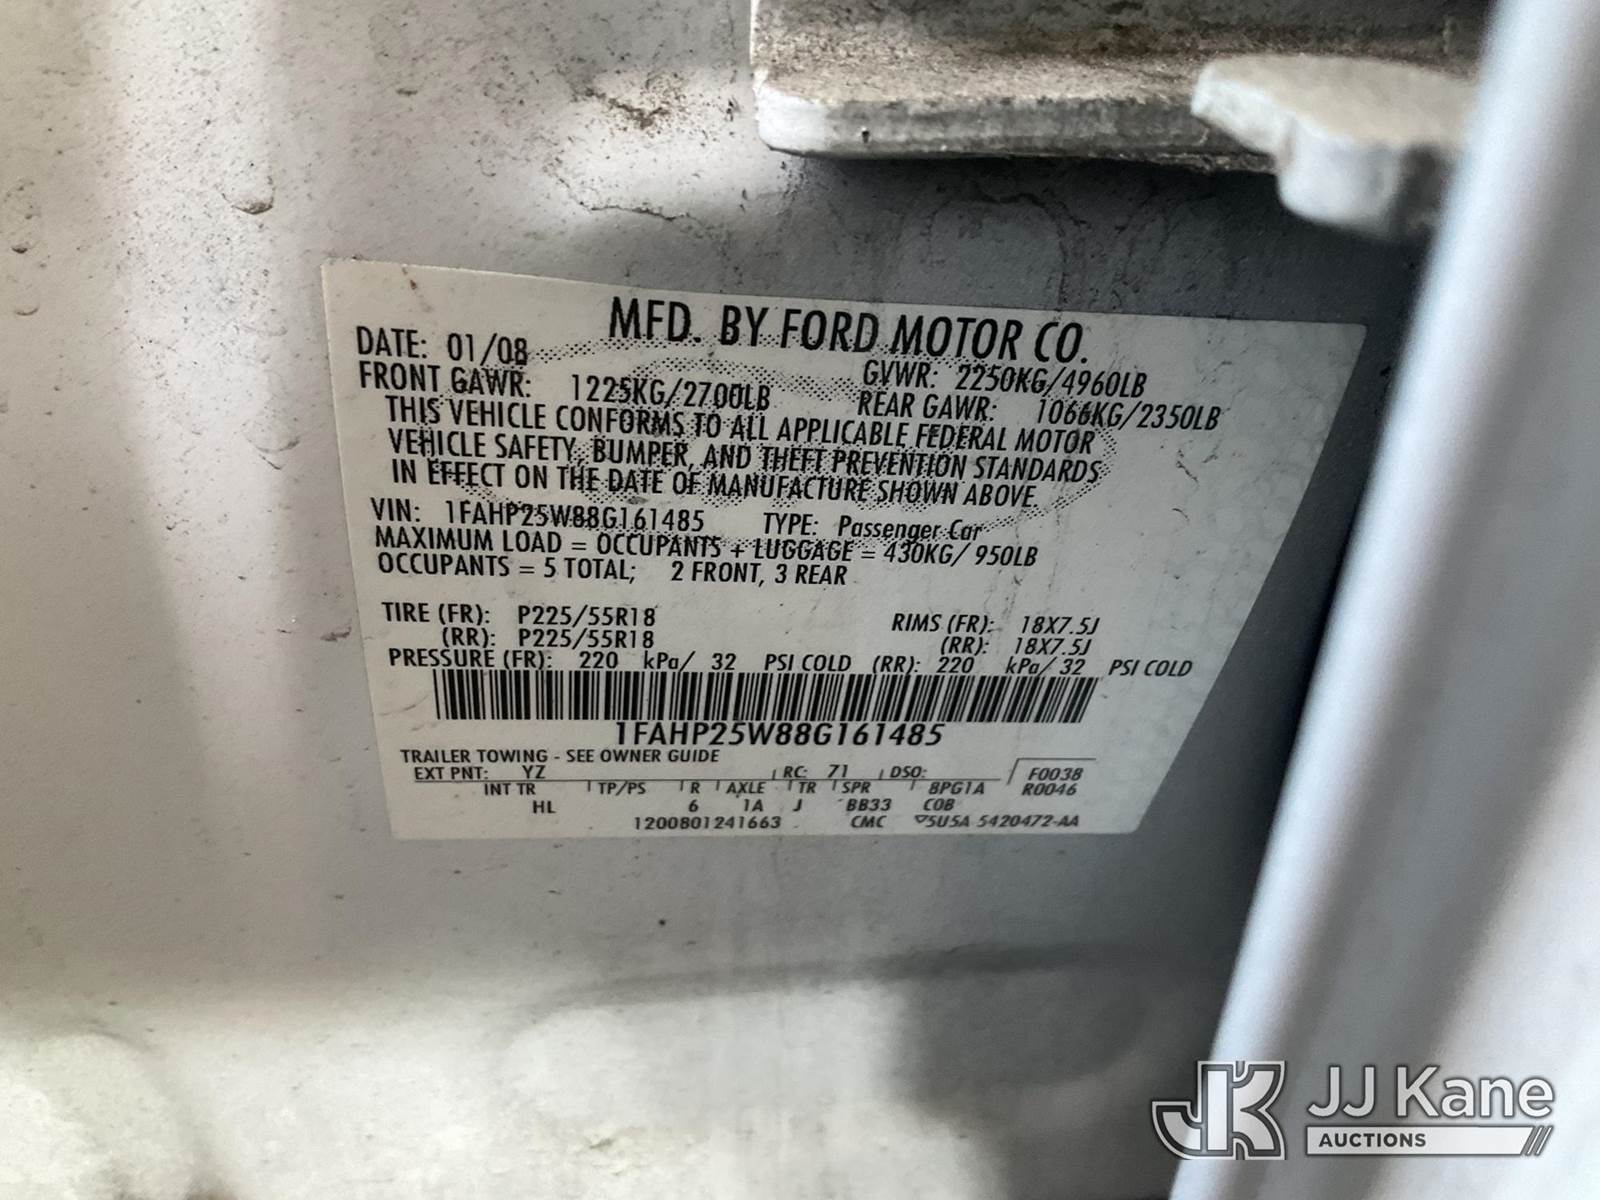 MFD. BY FORD MOTOR CO.
DATE: 01/08 GVWR: 2250KG/4960LB
FRONT GAWR: 1225KG/2700LB REAR GAWR: 1066KG/2350LB
THIS VEHICLE CONFORMS TO ALL APPLICABLE FEDERAL MOTOR
VEHICLE SAFETY, BUMPER, AND THEFT PREVENTION STANDARDS
IN EFFECT ON THE DATE OF MANUFACTURE SHOWN ABOVE.
VIN: 1FAHP25W88G161485 TYPE: Passenger Car
MAXIMUM LOAD = OCCUPANTS + LUGGAGE = 430KG/ 950LB
OCCUPANTS = 5 TOTAL; 2 FRONT, 3 REAR
TIRE (FR): P225/55R18 RIMS (FR): 18X7.5J
(RR): P225/55R18 (RR): 18X7.5J
PRESSURE (FR): 220 kPa/ 32 PSI COLD (RR): 220 kPa/ 32 PSI COLD
1FAHP25W88G161485
TRAILER TOWING - SEE OWNER GUIDE
EXT PNT: YZ RC: 71 DSO: F0038
INT TR TP/PS R AXLE TR SPR 8PG1A R0046
HL 6 1A J BB33 C0B
1200801241663 CMC ▽5U5A 5420472-AA
JK JJ Kane
AUCTIONS